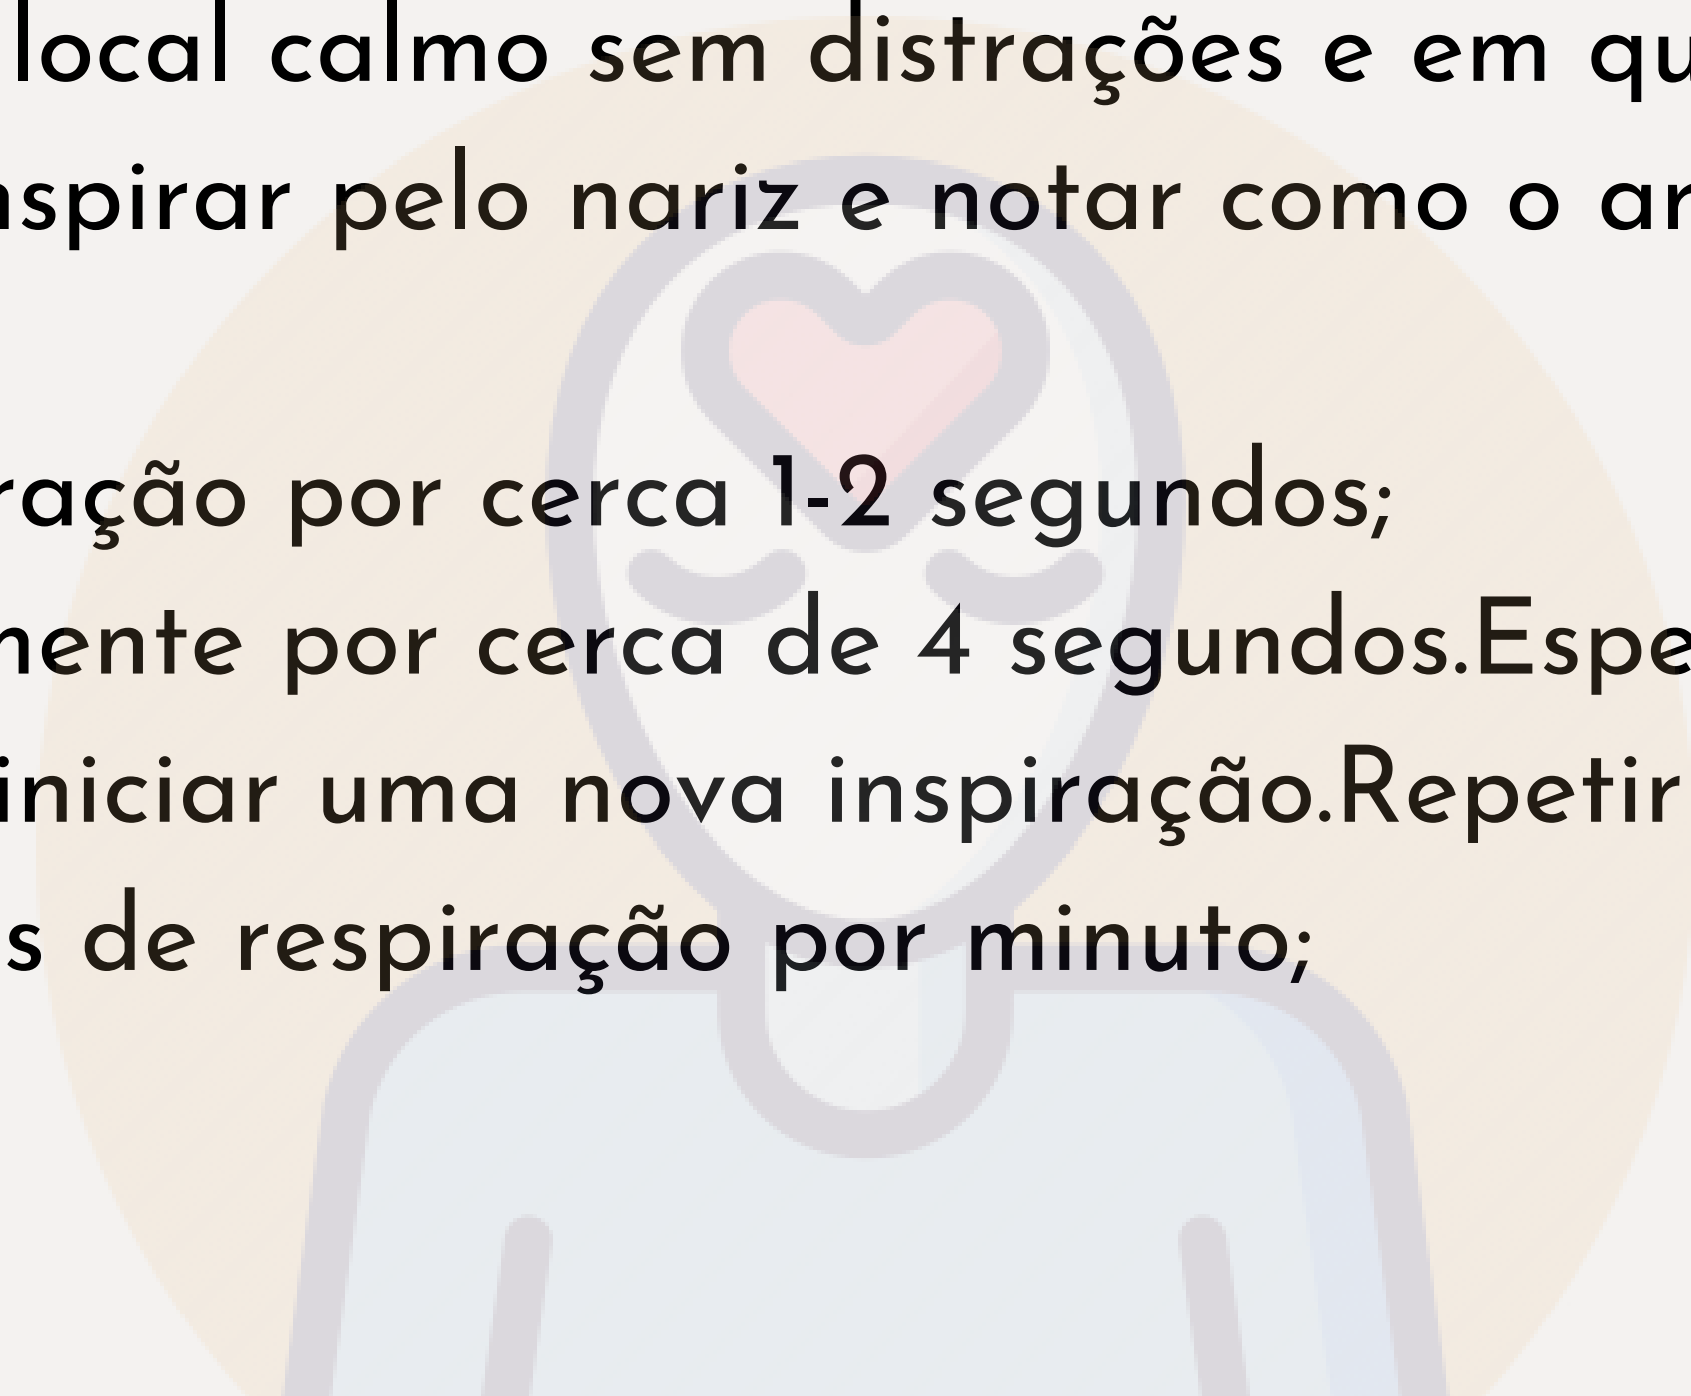 local calmo sem distrações e em qu
nspirar pelo nariz e notar como o ar
ração por cerca 1-2 segundos;
mente por cerca de 4 segundos.Espe
iniciar uma nova inspiração.Repetir
s de respiração por minuto;